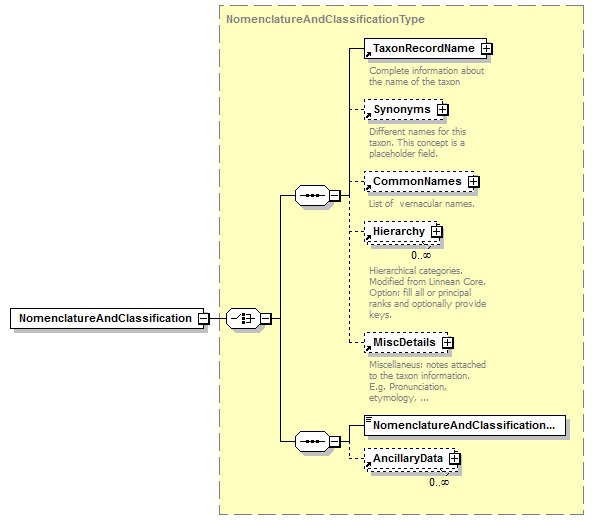 NomenclatureAndClassificationType
TaxonRecordName
Complete information about
the name of the taxon
Synonyms
Different names for this
taxon. This concept is a
placeholder field.
CommonNames
List of vernacular names.
Hierarchy
0..∞
Hierarchical categories.
Modified from Linnean Core.
Option: fill all or principal
ranks and optionally provide
keys.
NomenclatureAndClassification
MiscDetails
Miscellaneus: notes attached
to the taxon information.
E.g. Pronunciation,
etymology, ...
NomenclatureAndClassification...
AncillaryData
0..∞